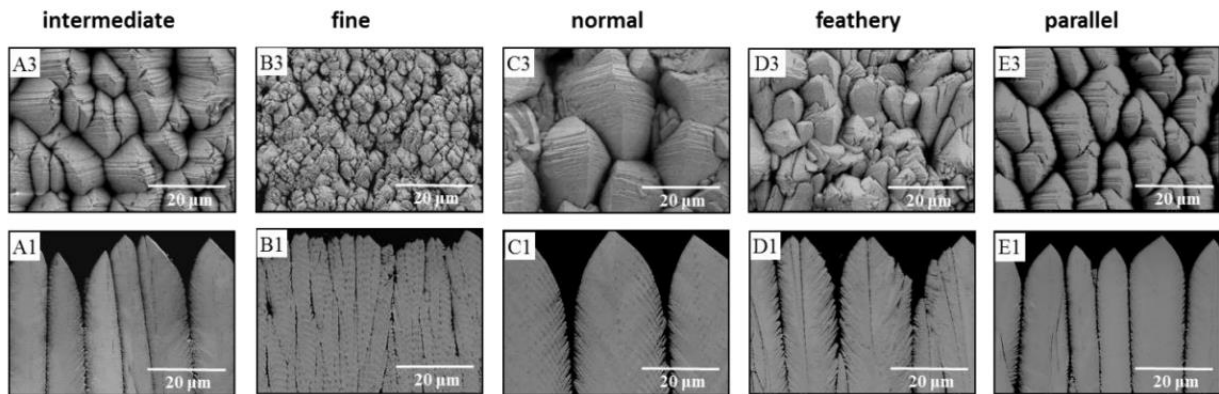 intermediate fine normal feathery parallel
A3 B3 C3 D3 E3
20 µm 20 µm 20 µm 20 µm 20 µm
A1 B1 C1 D1 E1
20 µm 20 µm 20 µm 20 µm 20 µm